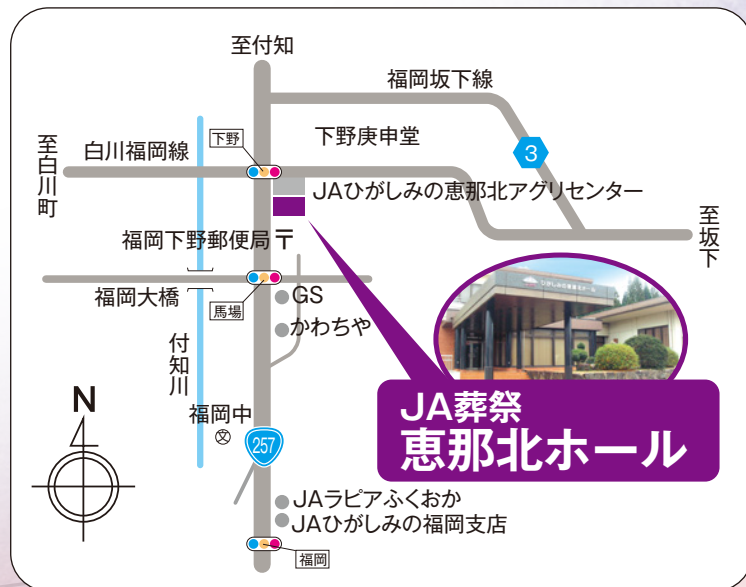 至付知
福岡坂下線
下野
下野庚申堂
3
至白川町
白川福岡線
JAひがしみの恵那北アグリセンター
至坂下
福岡下野郵便局〒
福岡大橋
馬場
GS
かわちや
付知川
N
福岡中
文
257
JA葬祭
恵那北ホール
JAラピアふくおか
JAひがしみの福岡支店
福岡